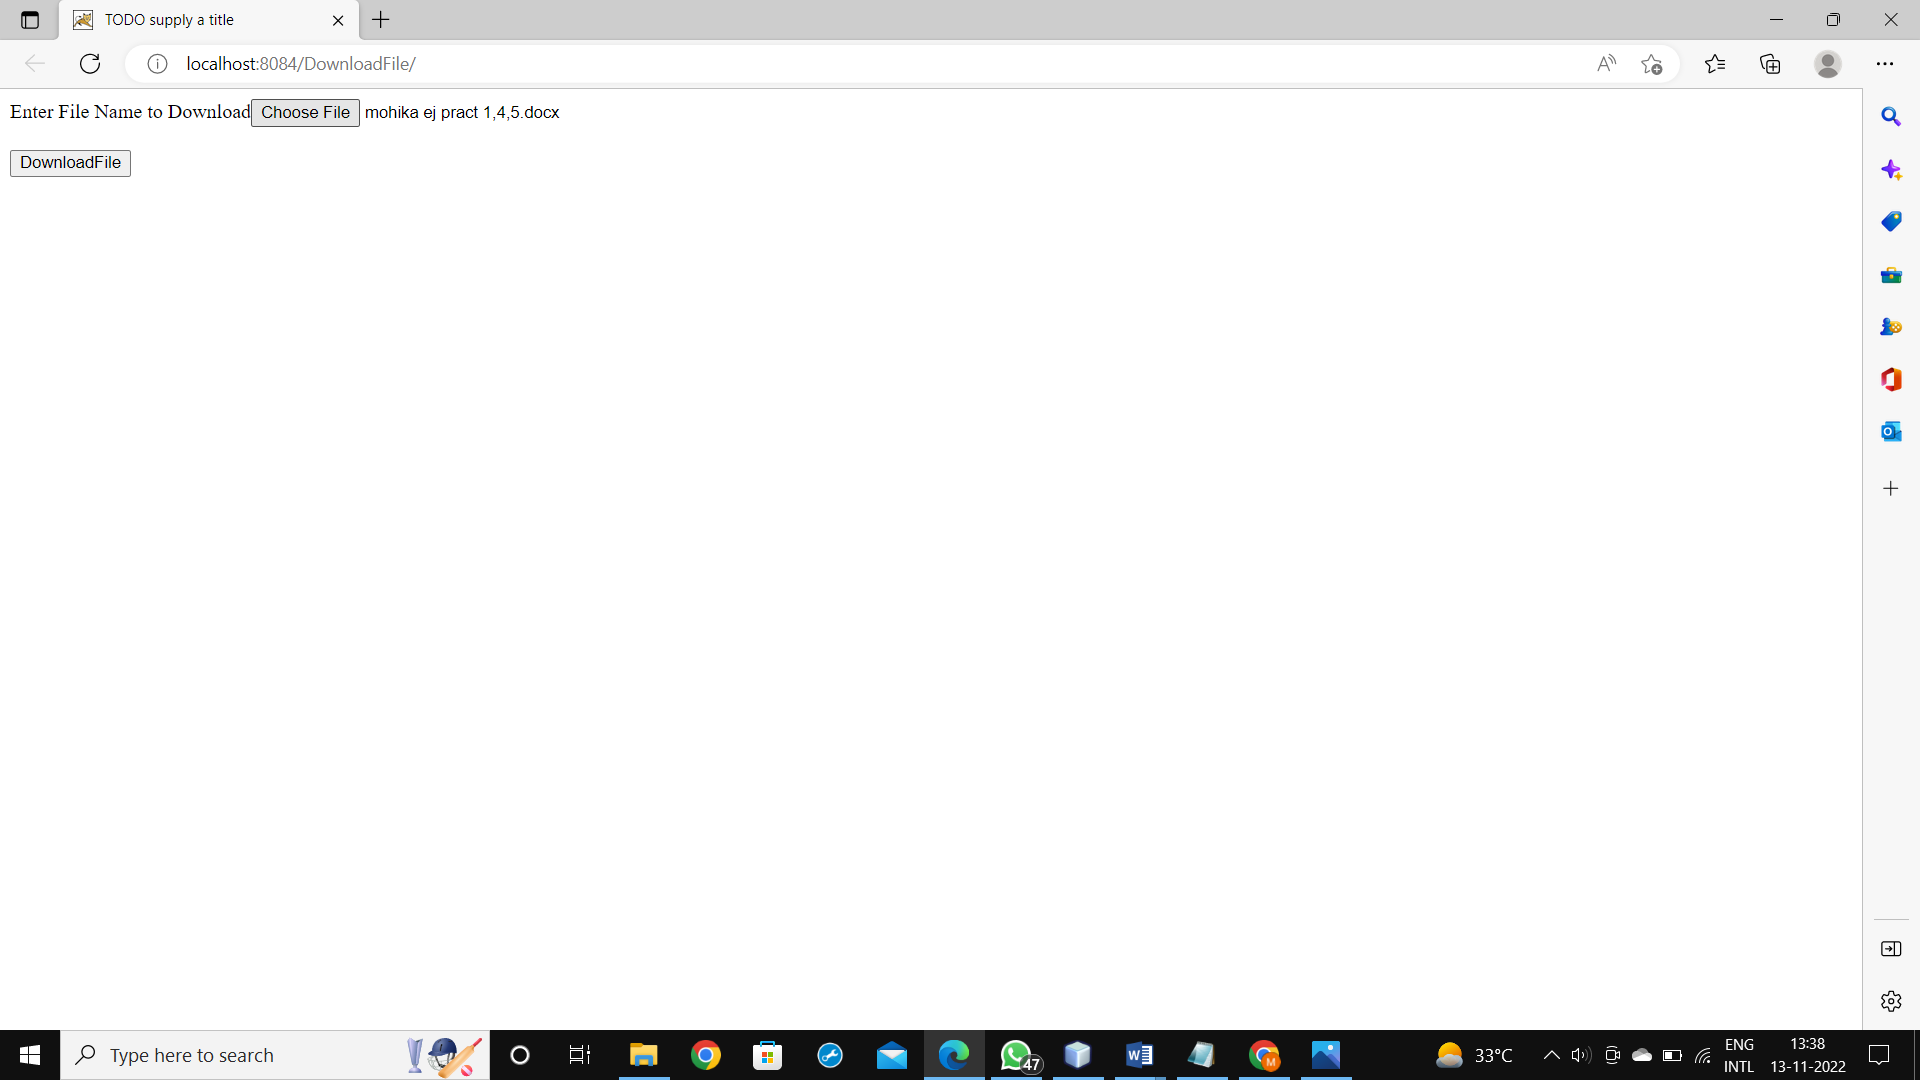 TODO supply a title
localhost:8084/DownloadFile/
Enter File Name to Download Choose File mohika ej pract 1,4,5.docx
DownloadFile
Type here to search
47
M
33°C
ENG
INTL
13:38
13-11-2022